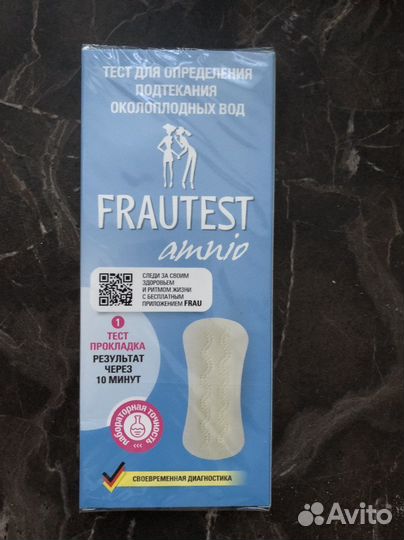 ТЕСТ ДЛЯ ОПРЕДЕЛЕНИЯ
ПОДТЕКАНИЯ
ОКОЛОПЛОДНЫХ ВОД
FRAUTEST
amnio
СЛЕДИ ЗА СВОИМ
ЗДОРОВЬЕМ
И РИТМОМ ЖИЗНИ
С БЕСПЛАТНЫМ
ПРИЛОЖЕНИЕМ FRAU
1
ТЕСТ
ПРОКЛАДКА
РЕЗУЛЬТАТ
ЧЕРЕЗ
10 МИНУТ
лабораторная точность
СВОЕВРЕМЕННАЯ ДИАГНОСТИКА
Avito